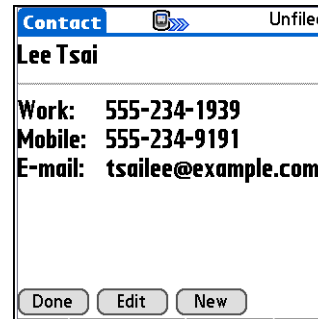 Contact Unfiled
Lee Tsai
Work: 555-234-1939
Mobile: 555-234-9191
E-mail: tsailee@example.com
Done Edit New